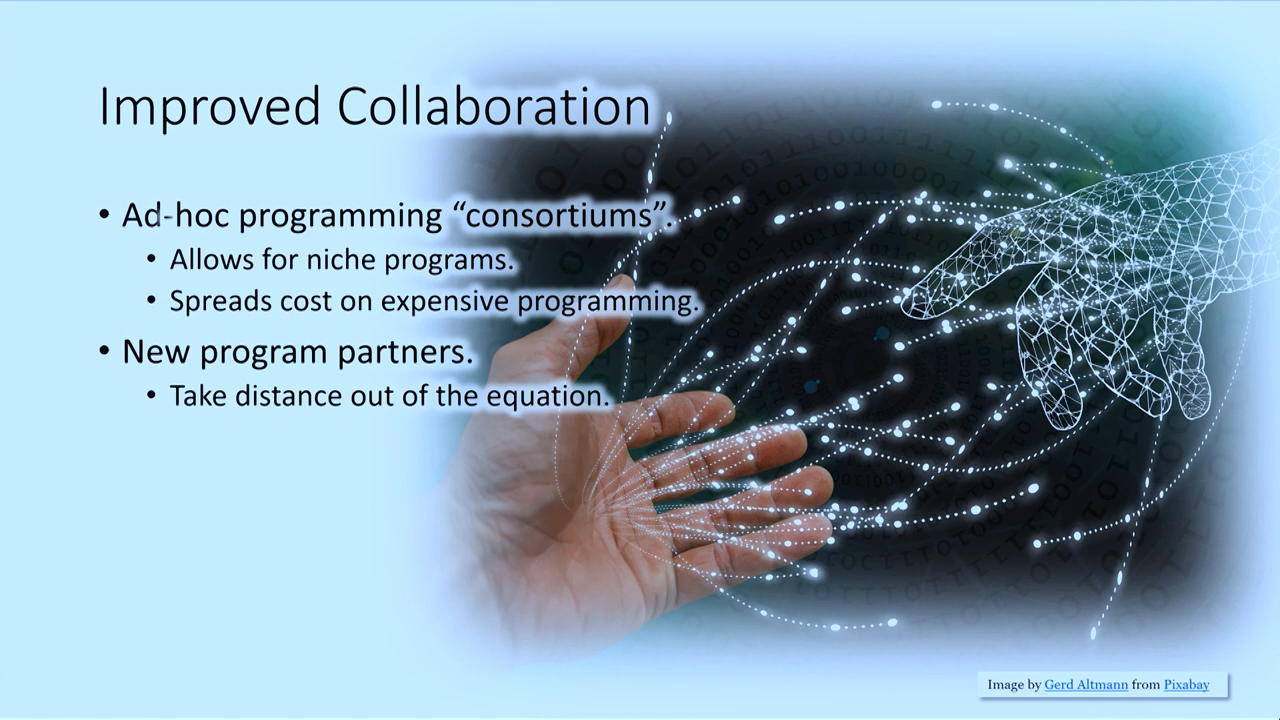 Improved Collaboration
• Ad-hoc programming “consortiums”.
• Allows for niche programs.
• Spreads cost on expensive programming.
• New program partners.
• Take distance out of the equation.
Image by Gerd Altmann from Pixabay